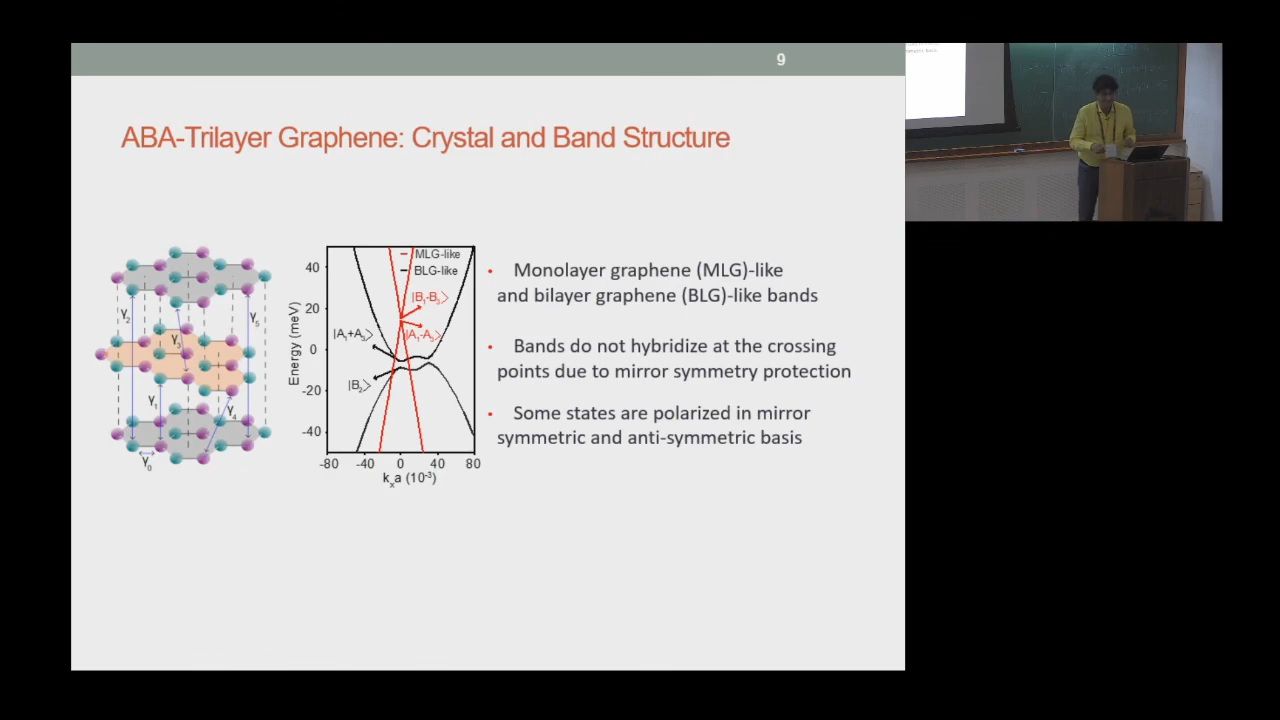 9
ABA-Trilayer Graphene: Crystal and Band Structure
γ2
γ3
γ5
γ1
γ4
γ0
Energy (meV)
40
20
0
-20
-40
MLG-like
BLG-like
|B1-B3⟩
|A1+A3⟩
|A1-A3⟩
|B2⟩
-80 -40 0 40 80
kxa (10-3)
• Monolayer graphene (MLG)-like
and bilayer graphene (BLG)-like bands
• Bands do not hybridize at the crossing
points due to mirror symmetry protection
• Some states are polarized in mirror
symmetric and anti-symmetric basis